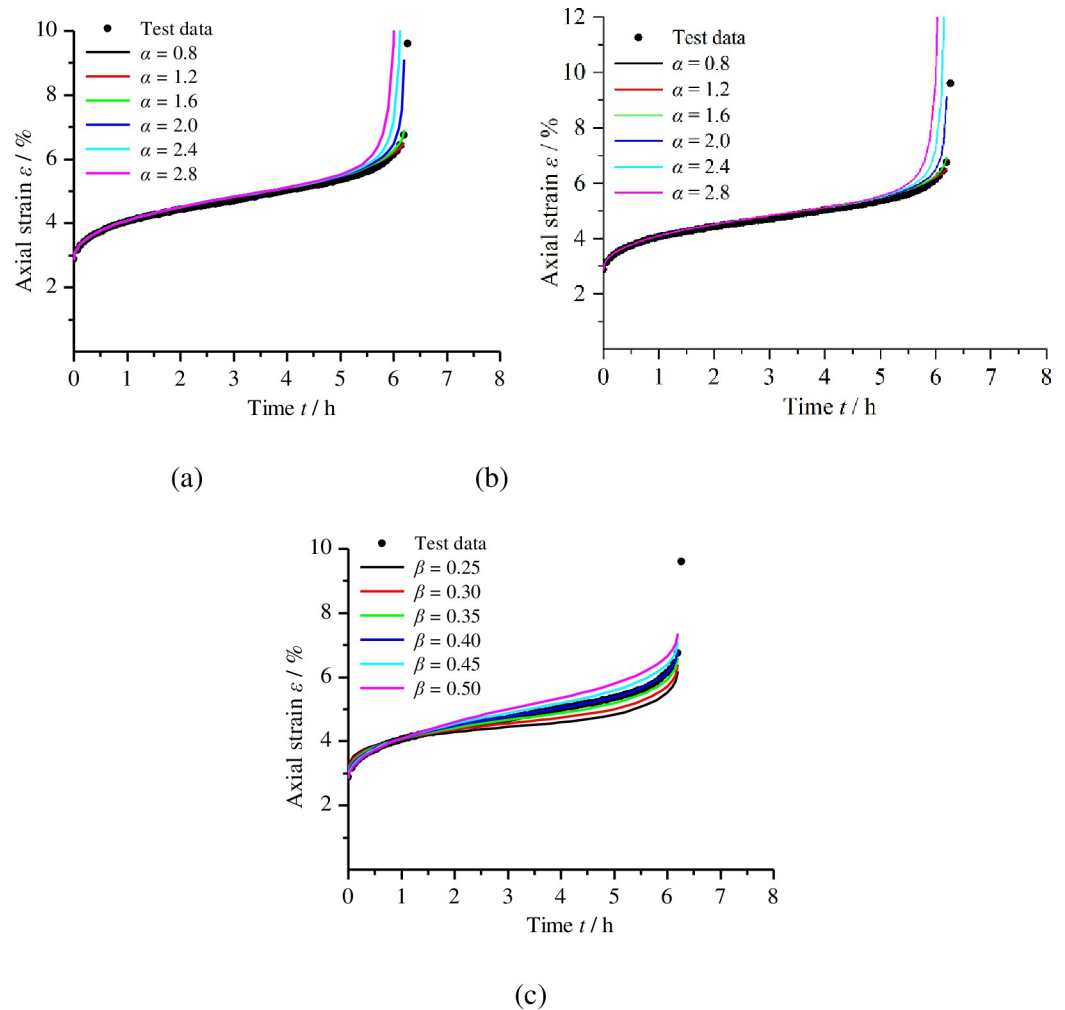 10
8
6
4
2
Axial strain ε / %
Test data
α = 0.8
α = 1.2
α = 1.6
α = 2.0
α = 2.4
α = 2.8
0 1 2 3 4 5 6 7 8
Time t / h
(a)
12
10
8
6
4
2
Axial strain ε / %
Test data
α = 0.8
α = 1.2
α = 1.6
α = 2.0
α = 2.4
α = 2.8
0 1 2 3 4 5 6 7 8
Time t / h
(b)
10
8
6
4
2
Axial strain ε / %
Test data
β = 0.25
β = 0.30
β = 0.35
β = 0.40
β = 0.45
β = 0.50
0 1 2 3 4 5 6 7 8
Time t / h
(c)